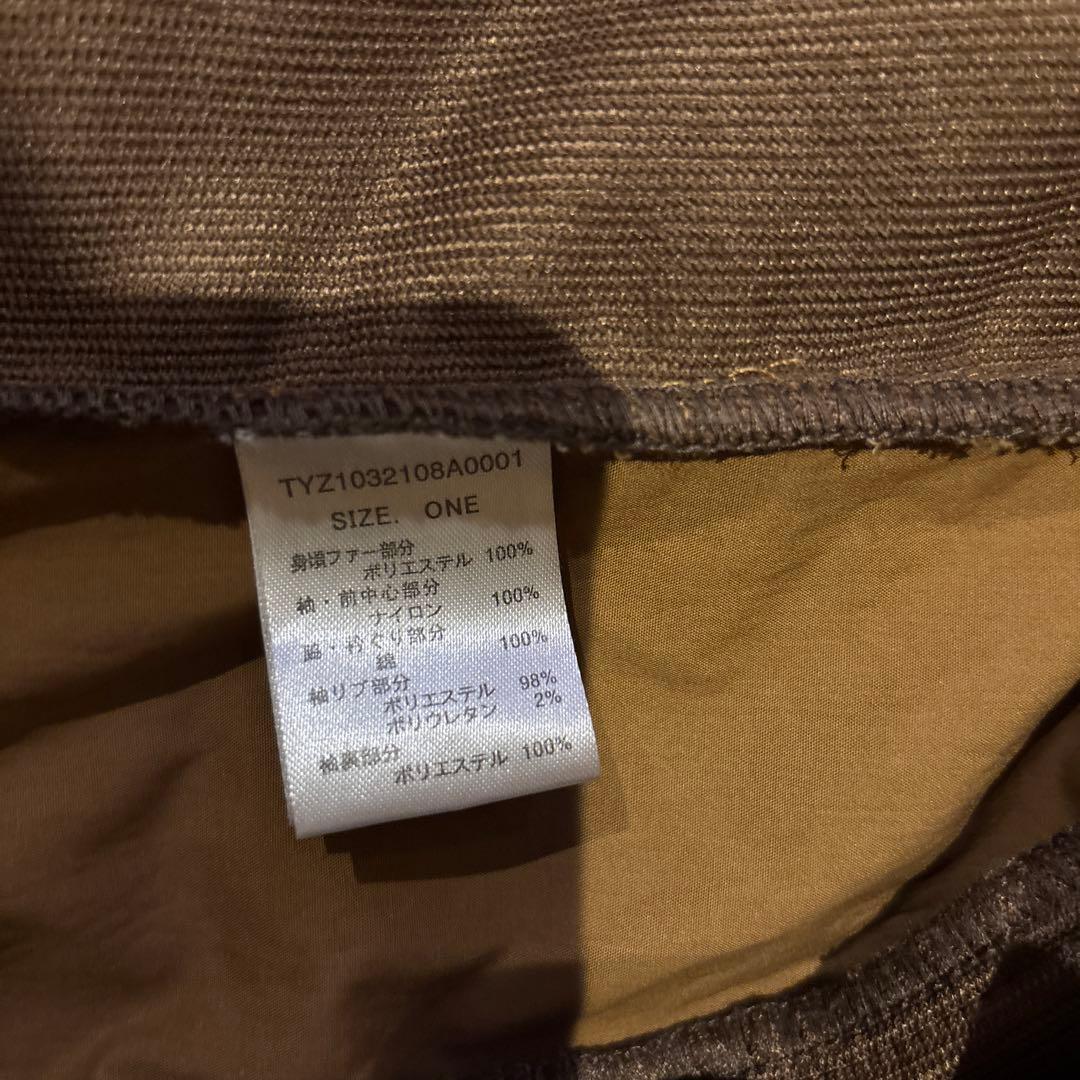 TYZ1032108A0001
SIZE. ONE
身頃ファー部分
ポリエステル 100%
袖・前中心部分
ナイロン 100%
脇・衿ぐり部分
綿 100%
袖リブ部分
ポリエステル 98%
ポリウレタン 2%
袖裏部分
ポリエステル 100%